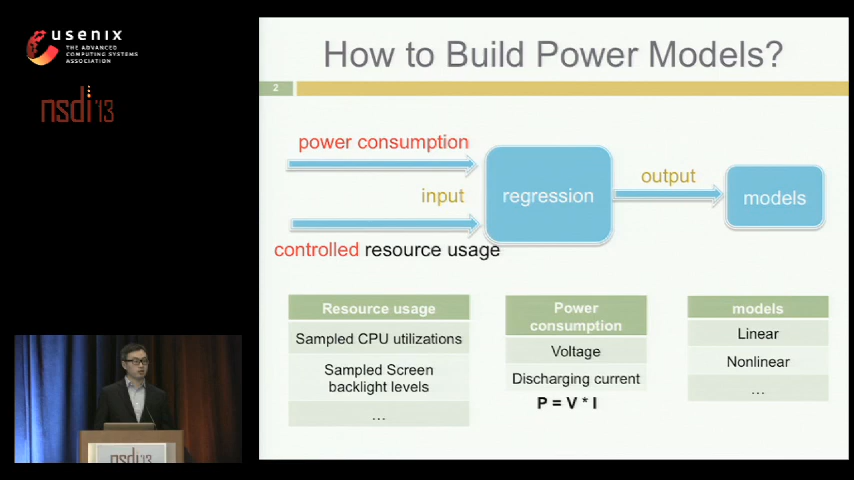 usenix
THE ADVANCED
COMPUTING SYSTEMS
ASSOCIATION
nsdi '13
How to Build Power Models?
2
power consumption
input
controlled resource usage
regression
output
models
Resource usage
Sampled CPU utilizations
Sampled Screen
backlight levels
...
Power
consumption
Voltage
Discharging current
P = V * I
models
Linear
Nonlinear
...
nsdi'13